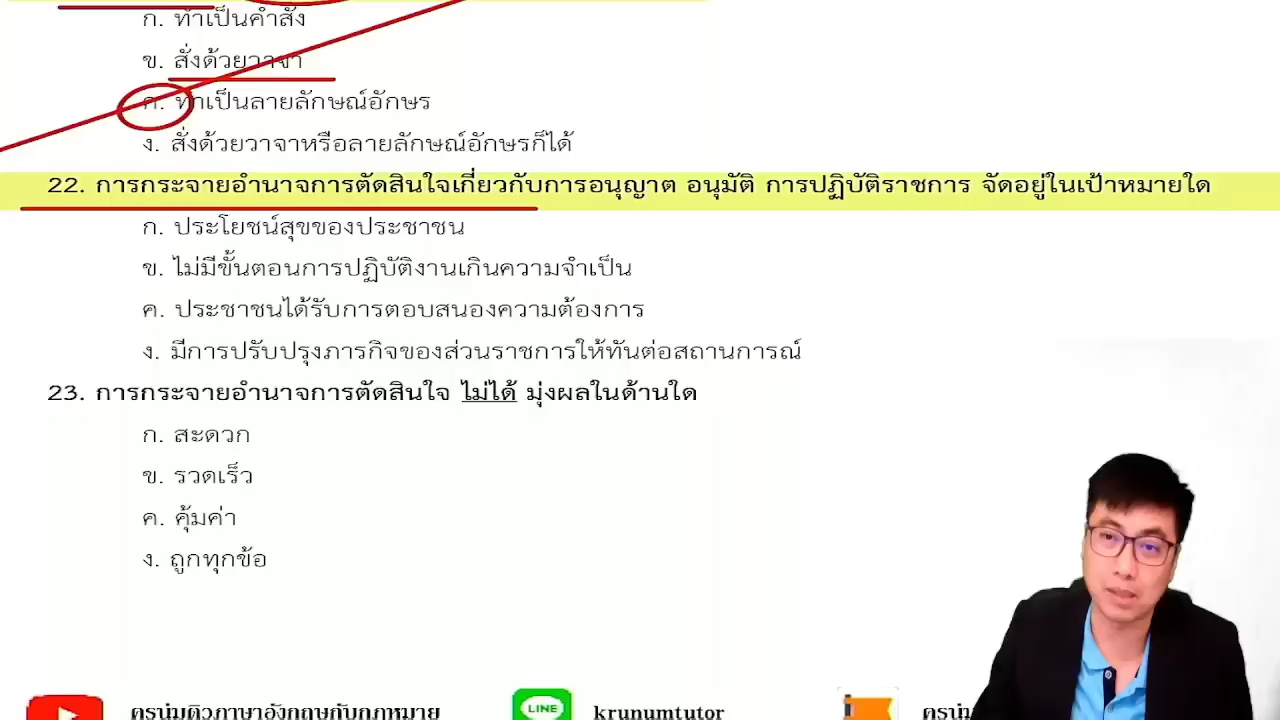 ก. ทำเป็นคำสั่ง
ข. สั่งด้วยวาจา
ค. ทำเป็นลายลักษณ์อักษร
ง. สั่งด้วยวาจาหรือลายลักษณ์อักษรก็ได้
22. การกระจายอำนาจการตัดสินใจเกี่ยวกับการอนุญาต อนุมัติ การปฏิบัติราชการ จัดอยู่ในเป้าหมายใด
ก. ประโยชน์สุขของประชาชน
ข. ไม่มีขั้นตอนการปฏิบัติงานเกินความจำเป็น
ค. ประชาชนได้รับการตอบสนองความต้องการ
ง. มีการปรับปรุงภารกิจของส่วนราชการให้ทันต่อสถานการณ์
23. การกระจายอำนาจการตัดสินใจ ไม่ได้ มุ่งผลในด้านใด
ก. สะดวก
ข. รวดเร็ว
ค. คุ้มค่า
ง. ถูกทุกข้อ
ครูนุ่มติวภาษาอังกฤษกับกฎหมาย
LINE
krunumtutor
ครูนุ่ม